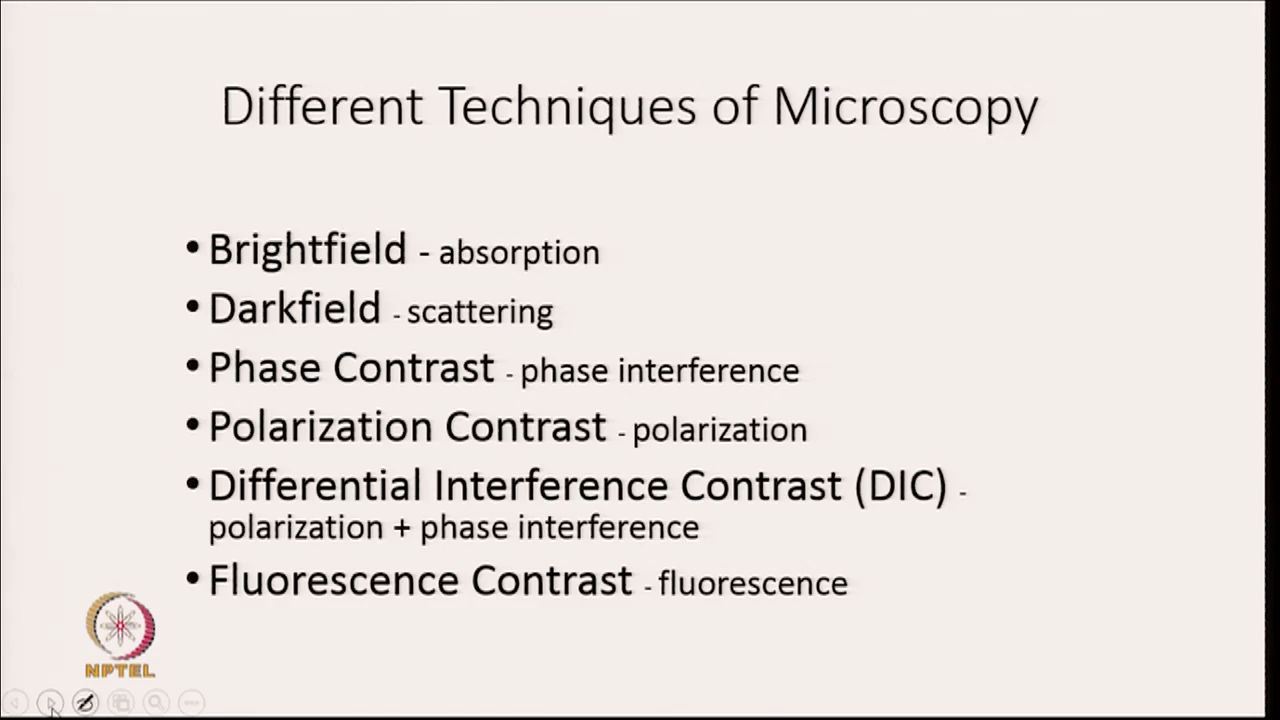 Different Techniques of Microscopy
• Brightfield - absorption
• Darkfield - scattering
• Phase Contrast - phase interference
• Polarization Contrast - polarization
• Differential Interference Contrast (DIC) -
polarization + phase interference
• Fluorescence Contrast - fluorescence
NPTEL